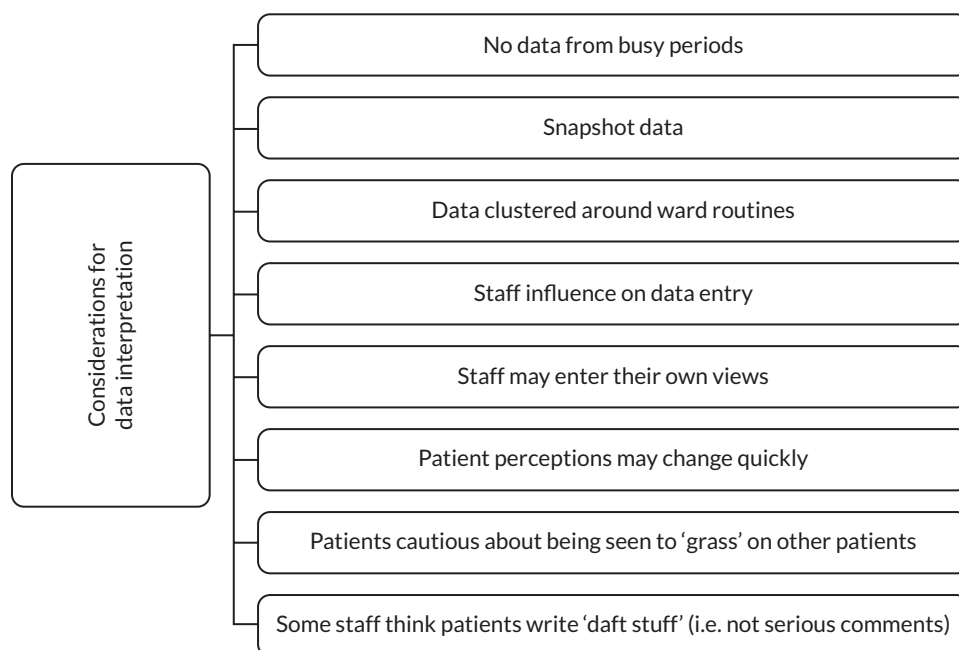 Considerations for
data interpretation
No data from busy periods
Snapshot data
Data clustered around ward routines
Staff influence on data entry
Staff may enter their own views
Patient perceptions may change quickly
Patients cautious about being seen to ‘grass’ on other patients
Some staff think patients write ‘daft stuff’ (i.e. not serious comments)